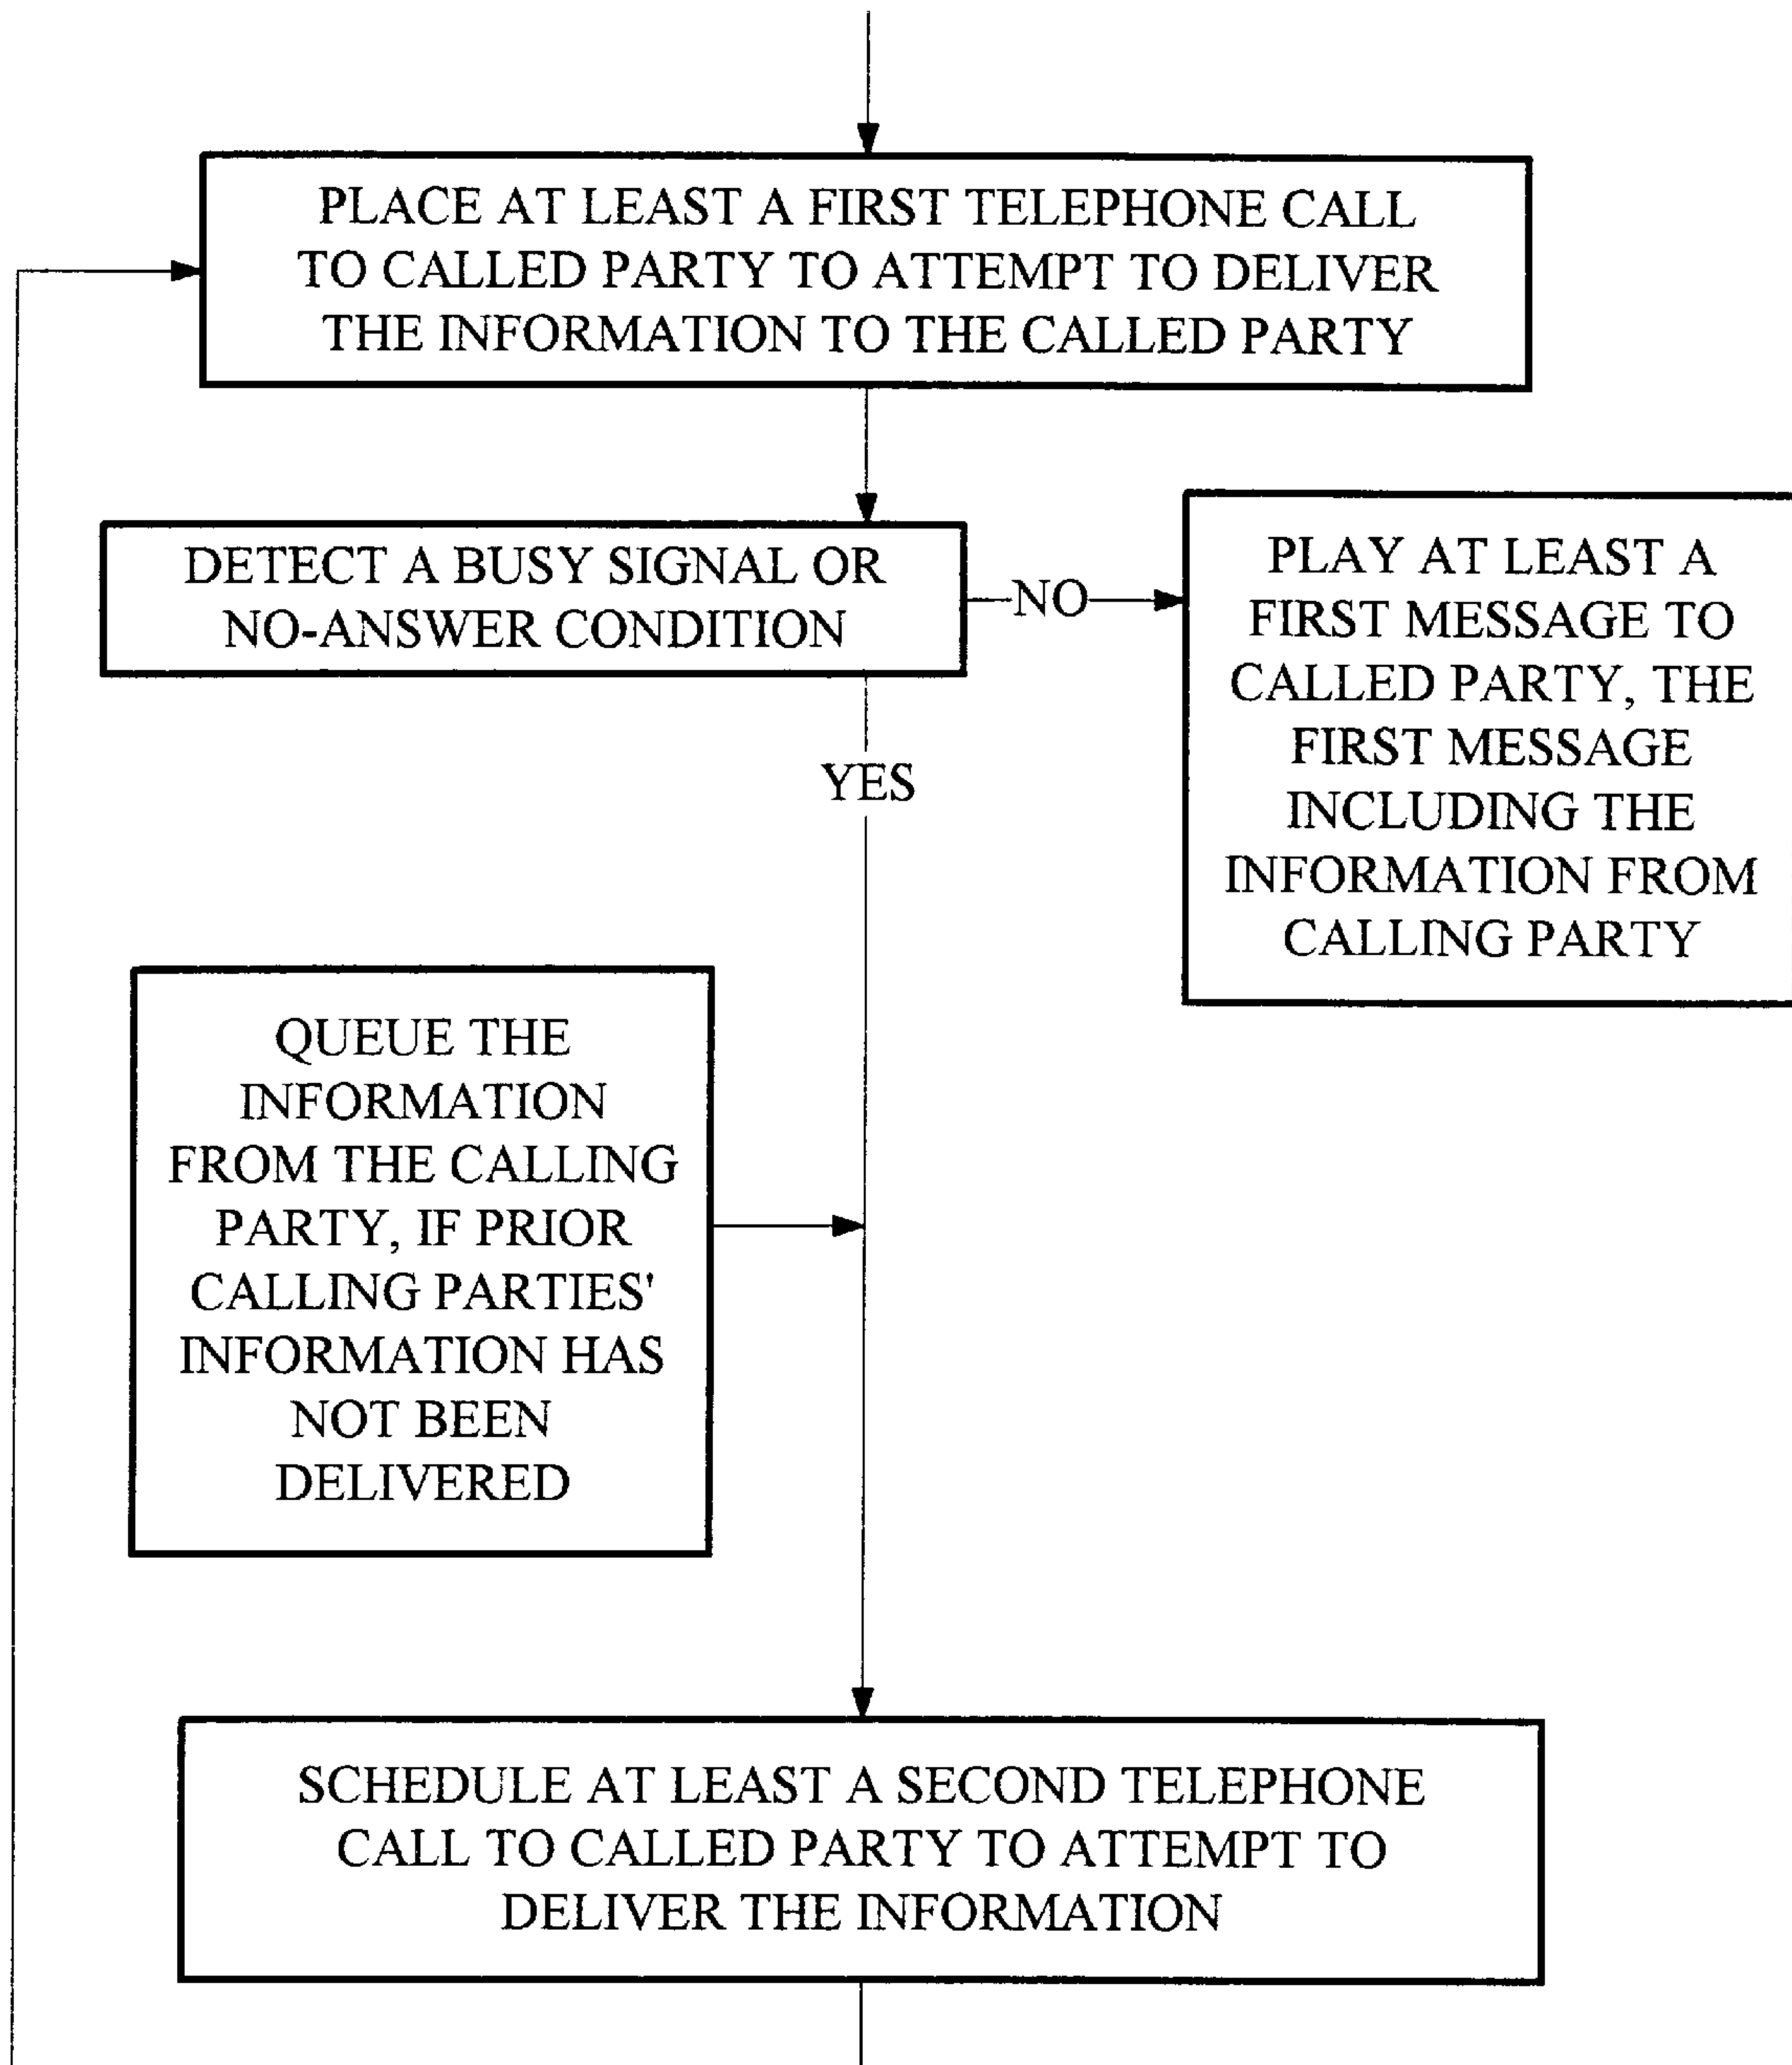 PLACE AT LEAST A FIRST TELEPHONE CALL
TO CALLED PARTY TO ATTEMPT TO DELIVER
THE INFORMATION TO THE CALLED PARTY
DETECT A BUSY SIGNAL OR
NO-ANSWER CONDITION
NO
PLAY AT LEAST A
FIRST MESSAGE TO
CALLED PARTY, THE
FIRST MESSAGE
INCLUDING THE
INFORMATION FROM
CALLING PARTY
YES
QUEUE THE
INFORMATION
FROM THE CALLING
PARTY, IF PRIOR
CALLING PARTIES'
INFORMATION HAS
NOT BEEN
DELIVERED
SCHEDULE AT LEAST A SECOND TELEPHONE
CALL TO CALLED PARTY TO ATTEMPT TO
DELIVER THE INFORMATION